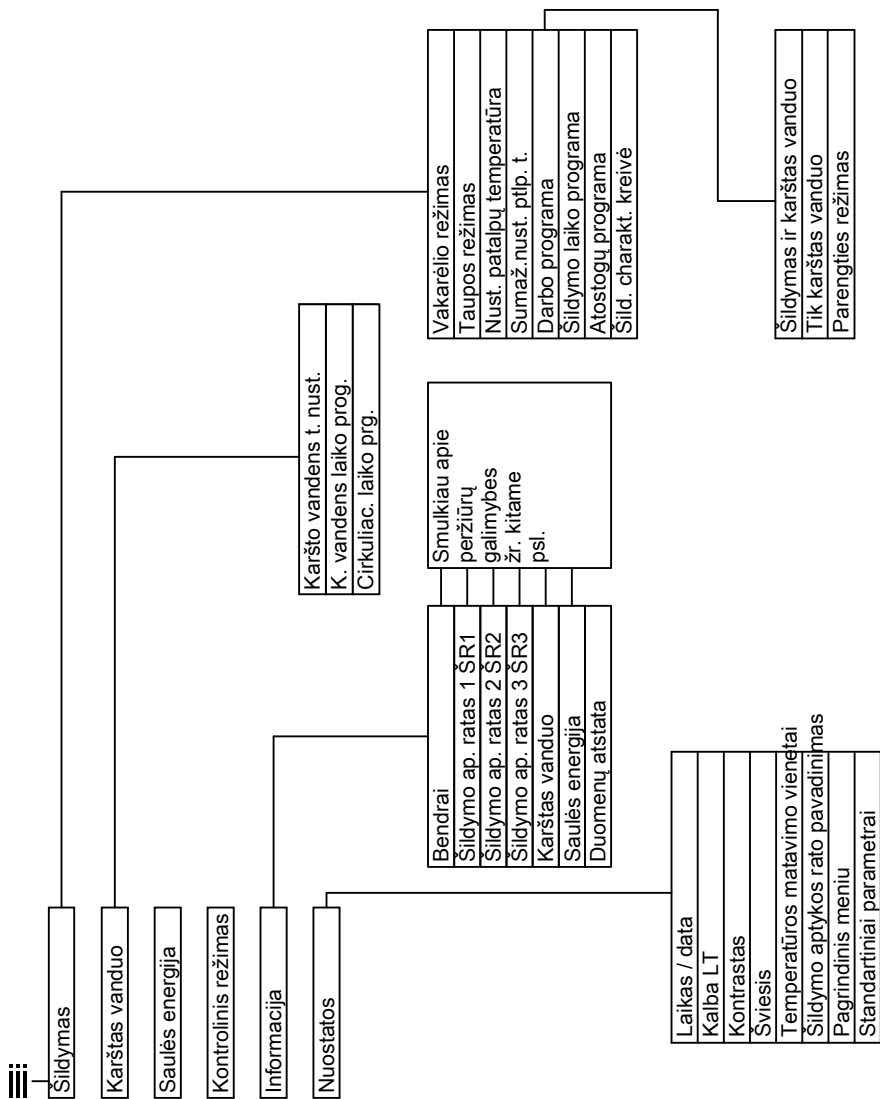 Šildymas
Karštas vanduo
Saulės energija
Kontrolinis režimas
Informacija
Nuostatos
Karšto vandens t. nust.
K. vandens laiko prog.
Cirkuliac. laiko prg.
Vakarėlio režimas
Taupos režimas
Nust. patalpų temperatūra
Sumaž.nust. ptlp. t.
Darbo programa
Šildymo laiko programa
Atostogų programa
Šild. charakt. kreivė
Šildymas ir karštas vanduo
Tik karštas vanduo
Parengties režimas
Bendrai
Šildymo ap. ratas 1 ŠR1
Šildymo ap. ratas 2 ŠR2
Šildymo ap. ratas 3 ŠR3
Karštas vanduo
Saulės energija
Duomenų atstata
Smulkiau apie
peržiūrų
galimybes
žr. kitame
psl.
Laikas / data
Kalba LT
Kontrastas
Šviesis
Temperatūros matavimo vienetai
Šildymo aptykos rato pavadinimas
Pagrindinis meniu
Standartiniai parametrai